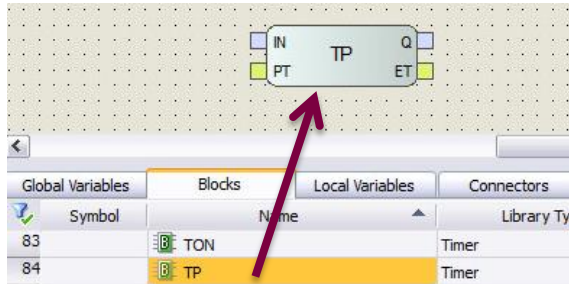 IN TP Q
PT ET
Global Variables Blocks Local Variables Connectors
Symbol Name Library Ty
83 B TON Timer
84 B TP Timer